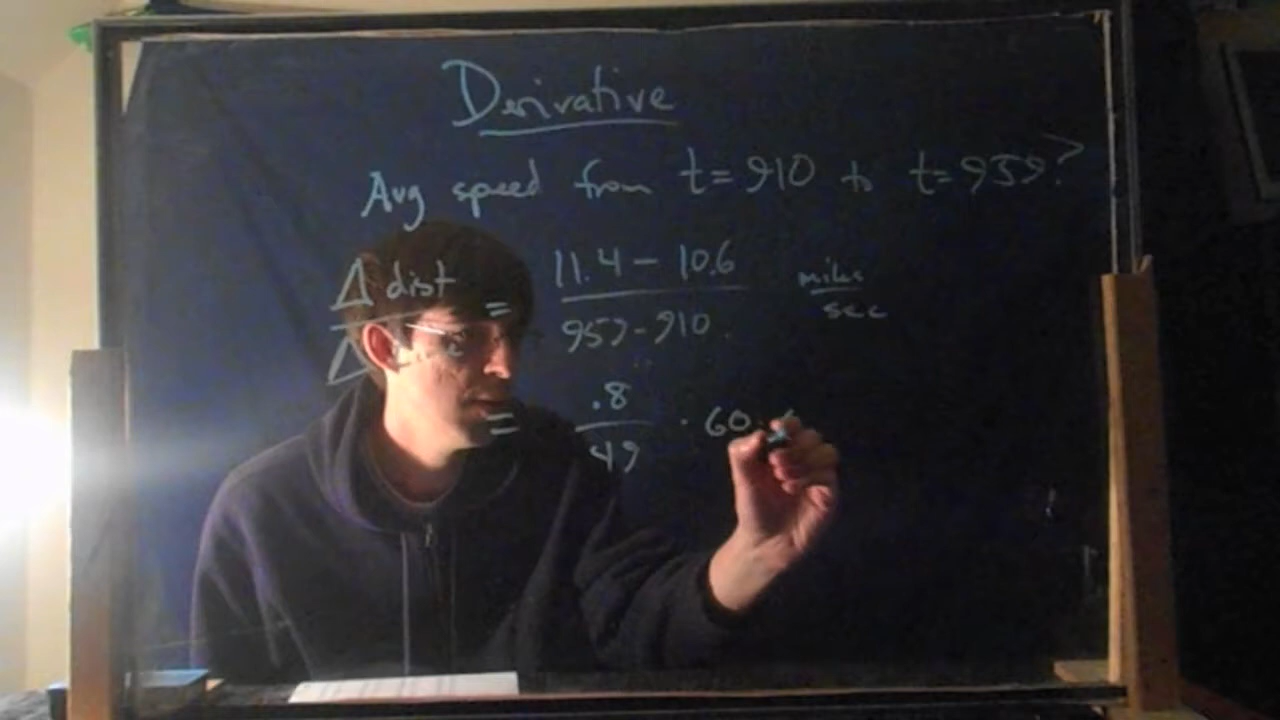 Derivative
Avg speed from t=910 to t=959?
Δ dist = 11.4 - 10.6 miles
Δ 959-910 sec
= .8 · 60 ·
49